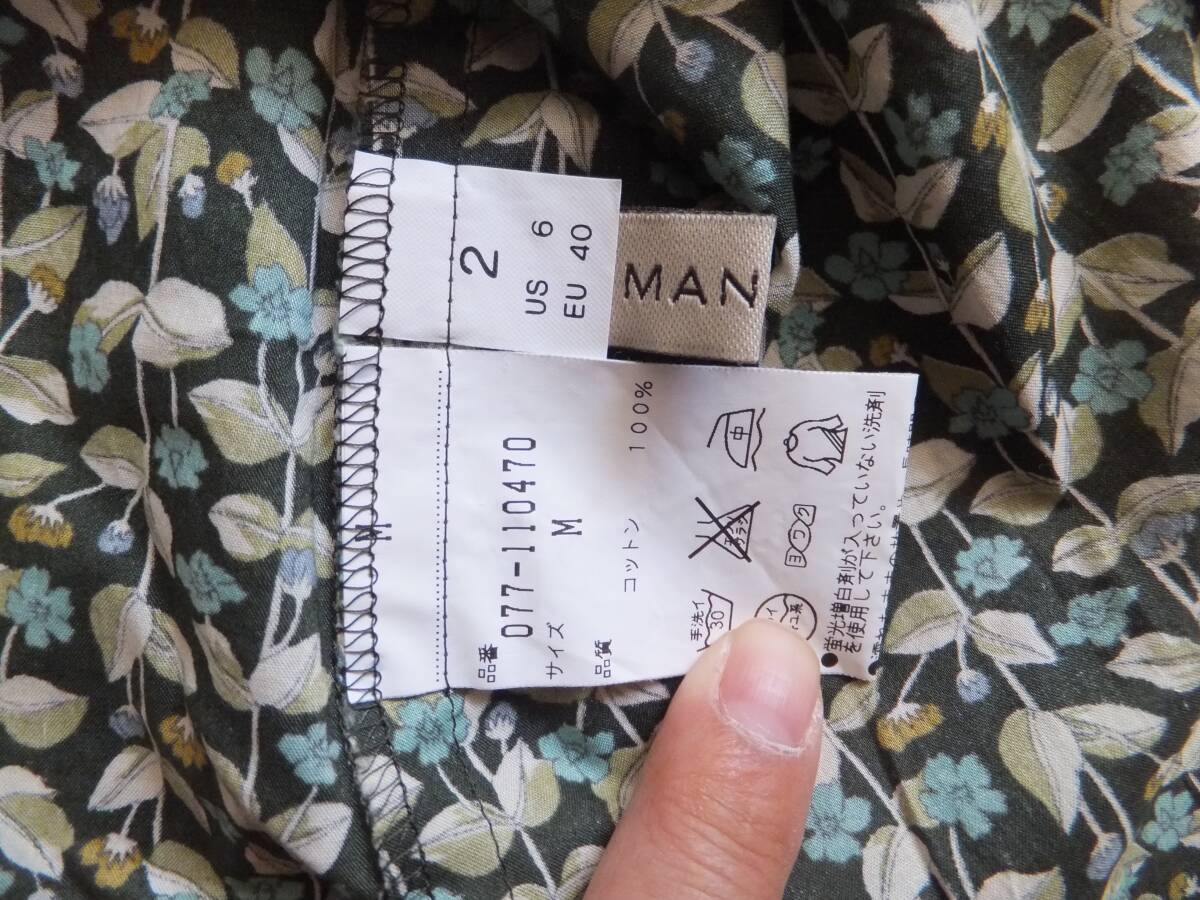 2
US 6
EU 40
MAN
品番
077-110470
サイズ M
品質
コットン 100%
手洗イ
30
中
ヨワク
●蛍光増白剤が入っていない洗剤
を使用して下さい。